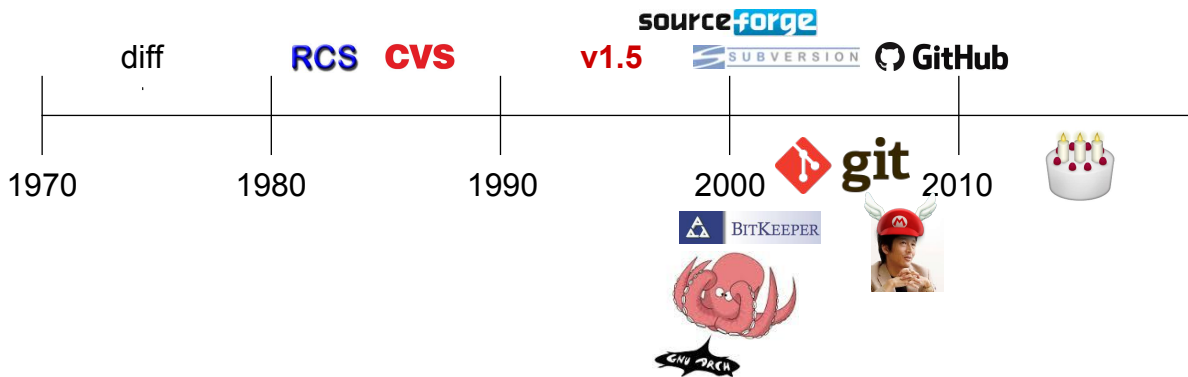 sourceforge
diff RCS CVS v1.5 SUBVERSION GitHub
1970 1980 1990 2000 git 2010
M
BITKEEPER
GNU ARCH